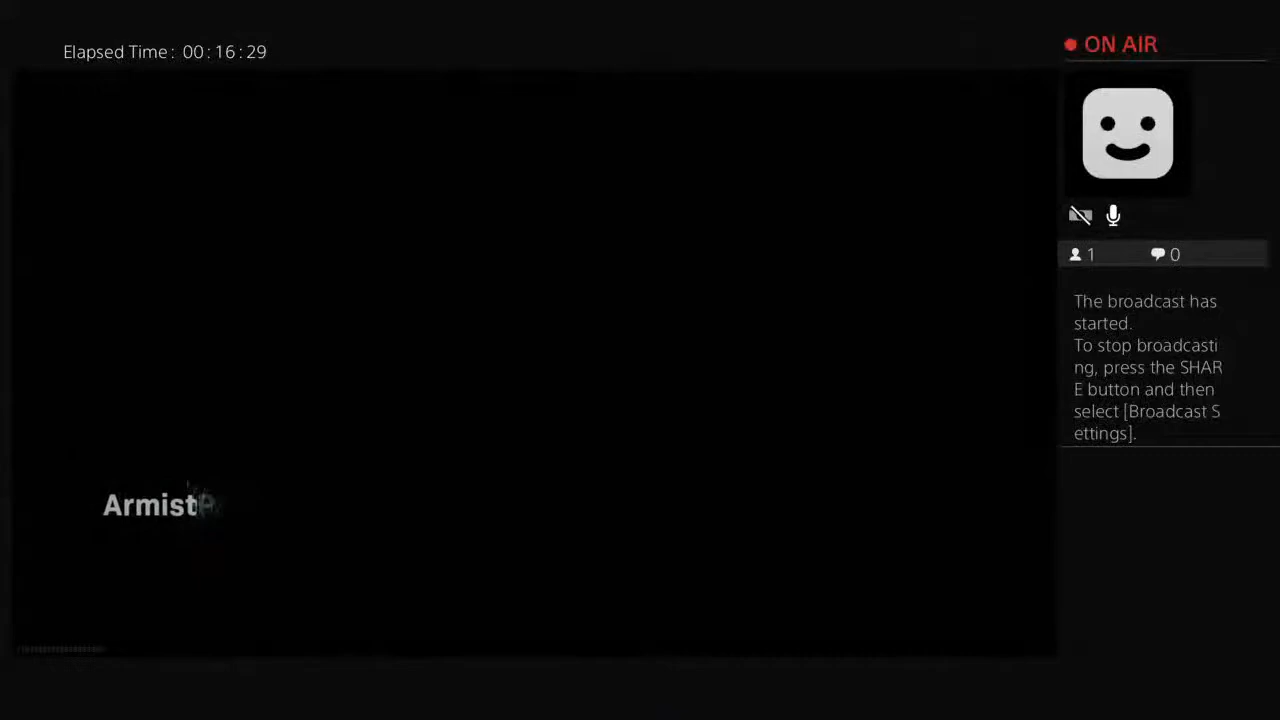 Elapsed Time: 00:16:29
ON AIR
1 0
The broadcast has
started.
To stop broadcasti
ng, press the SHAR
E button and then
select [Broadcast S
ettings].
Armist